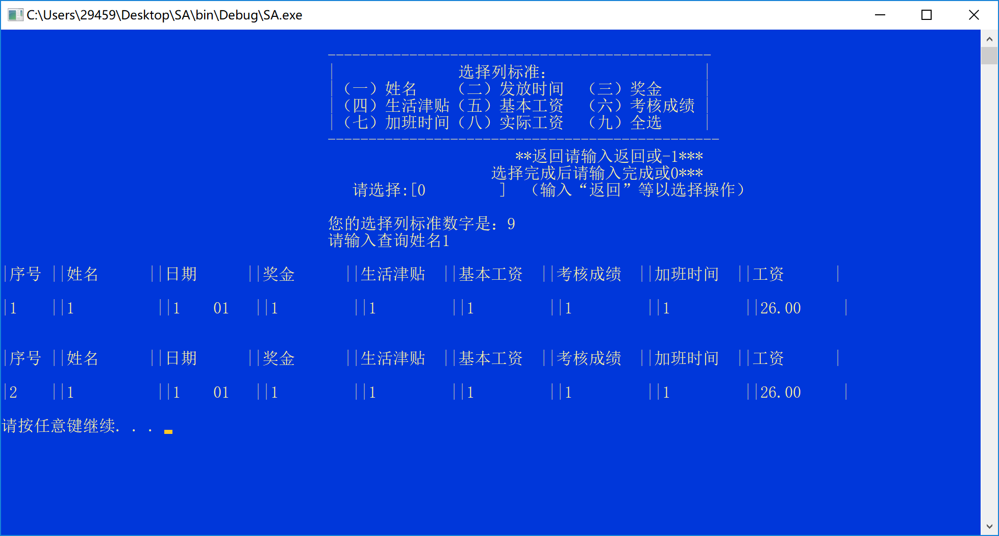 C:\Users\29459\Desktop\SA\bin\Debug\SA.exe
-----------------------------------------------
|               选择列标准：                   |
|（一）姓名    （二）发放时间  （三）奖金     |
|（四）生活津贴（五）基本工资  （六）考核成绩 |
|（七）加班时间（八）实际工资  （九）全选     |
------------------------------------------------
**返回请输入返回或-1***
选择完成后请输入完成或0***
请选择:[0         ]  （输入“返回”等以选择操作）
您的选择列标准数字是：9
请输入查询姓名1
|序号 ||姓名      ||日期      ||奖金      ||生活津贴  ||基本工资  ||考核成绩  ||加班时间  ||工资      |
|1    ||1          ||1    01   ||1         ||1         ||1         ||1         ||1         ||26.00     |
|序号 ||姓名      ||日期      ||奖金      ||生活津贴  ||基本工资  ||考核成绩  ||加班时间  ||工资      |
|2    ||1          ||1    01   ||1         ||1         ||1         ||1         ||1         ||26.00     |
请按任意键继续. . .